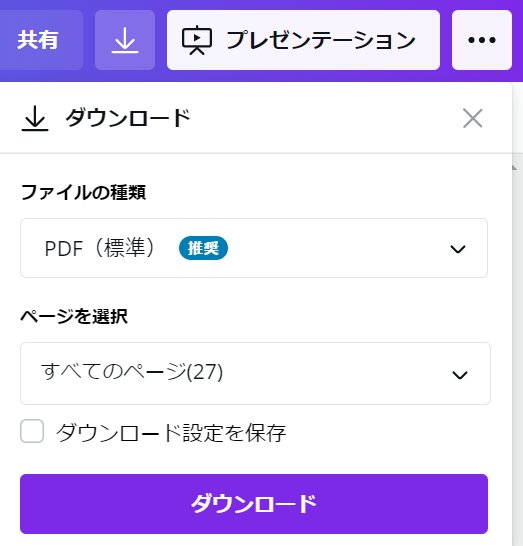 共有
プレゼンテーション
ダウンロード
ファイルの種類
PDF（標準） 推奨
ページを選択
すべてのページ(27)
ダウンロード設定を保存
ダウンロード